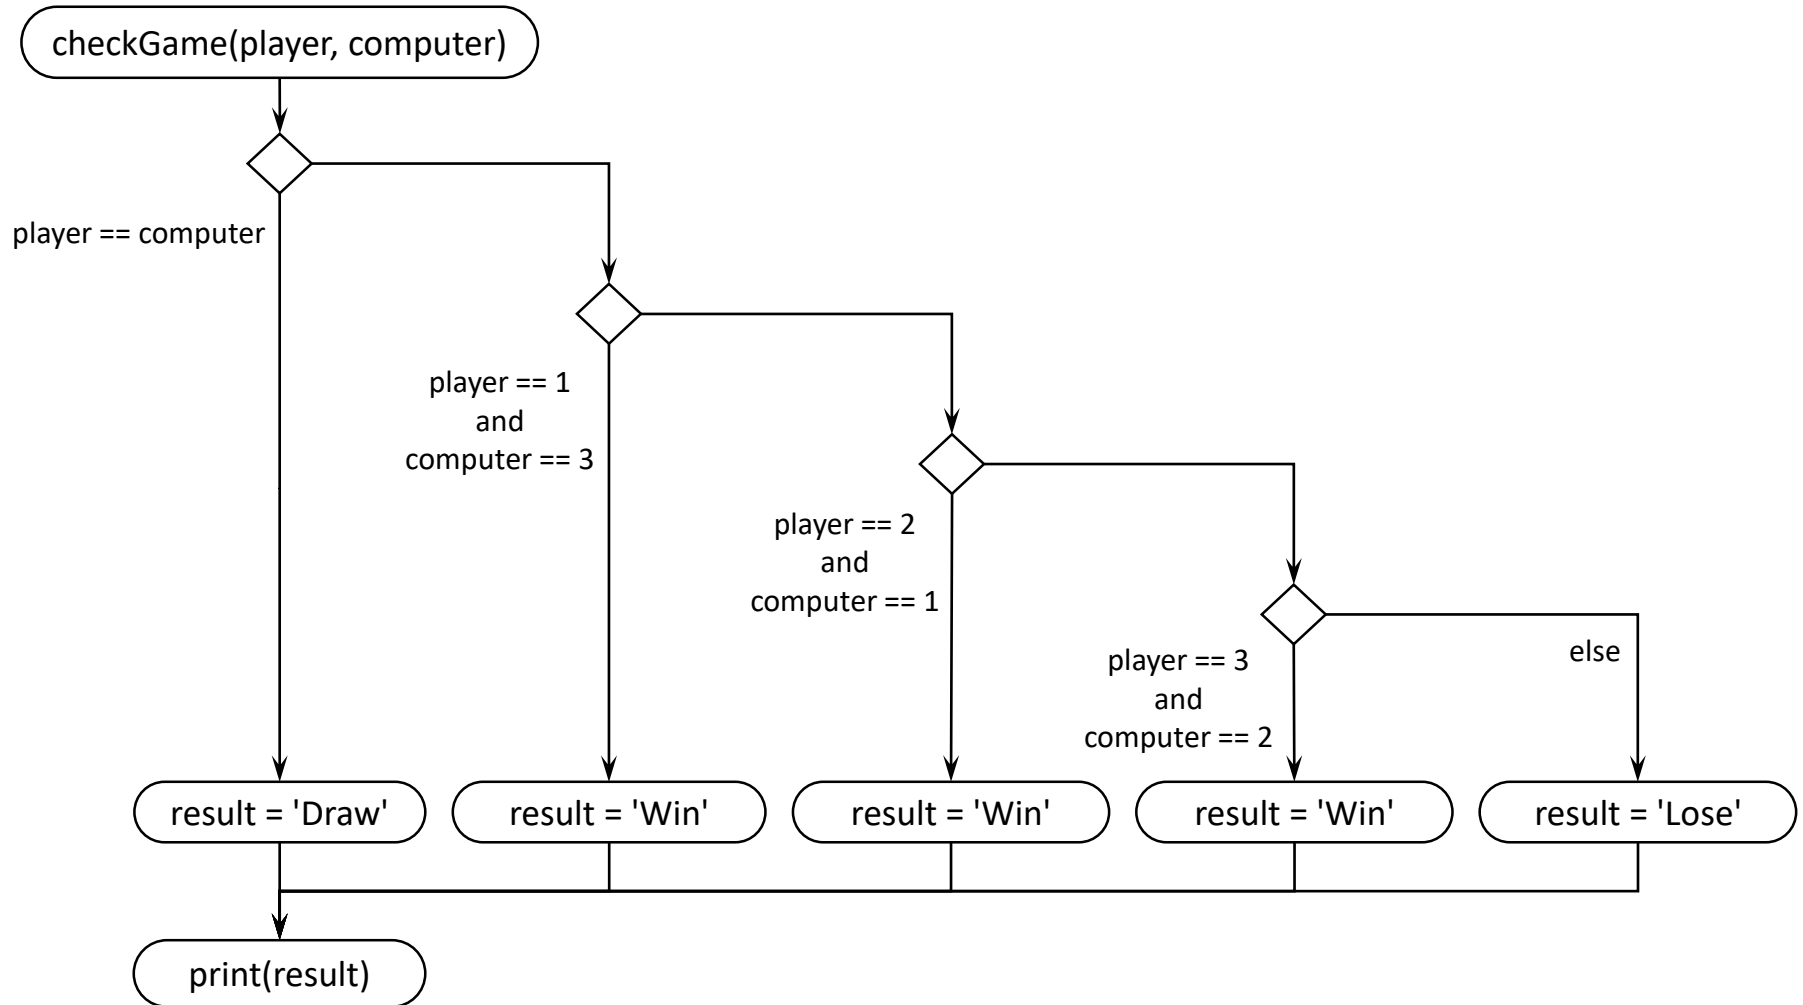 checkGame(player, computer)
player == computer
player == 1
and
computer == 3
player == 2
and
computer == 1
player == 3
and
computer == 2
else
result = 'Draw'
result = 'Win'
result = 'Win'
result = 'Win'
result = 'Lose'
print(result)